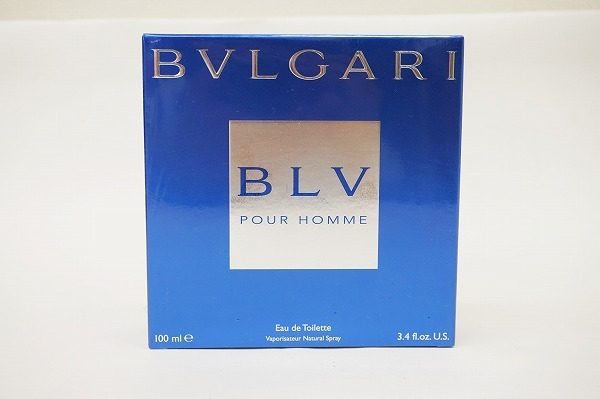 BVLGARI
BLV
POUR HOMME
Eau de Toilette
100 ml ℮ Vaporisateur Natural Spray 3.4 fl.oz. U.S.